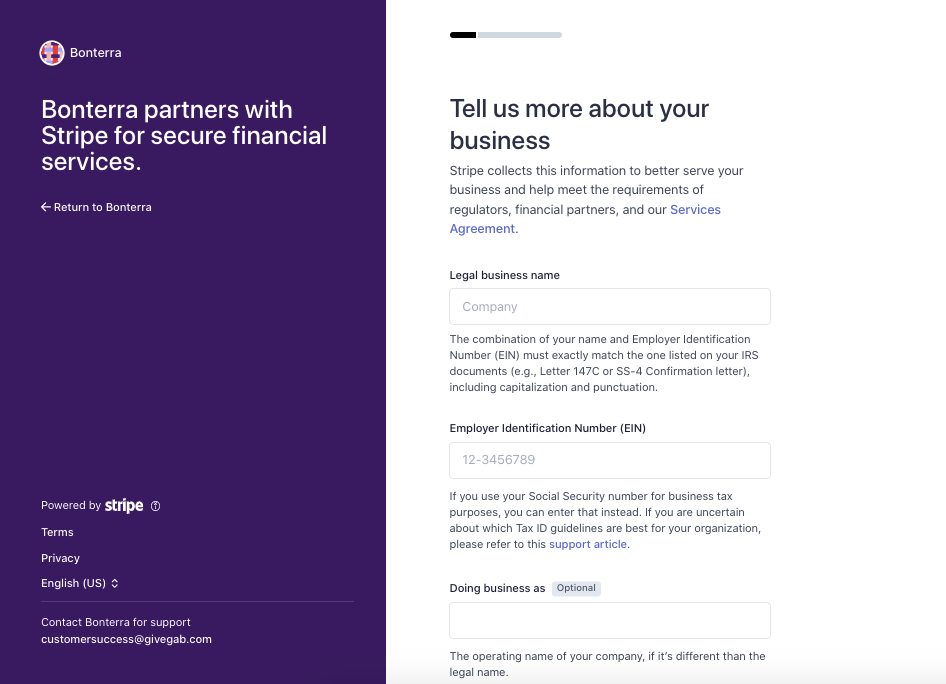 Bonterra
Bonterra partners with
Stripe for secure financial
services.
Return to Bonterra
Powered by stripe
Terms
Privacy
English (US)
Contact Bonterra for support
customersuccess@givegab.com
Tell us more about your
business
Stripe collects this information to better serve your
business and help meet the requirements of
regulators, financial partners, and our Services
Agreement.
Legal business name
Company
The combination of your name and Employer Identification
Number (EIN) must exactly match the one listed on your IRS
documents (e.g., Letter 147C or SS-4 Confirmation letter),
including capitalization and punctuation.
Employer Identification Number (EIN)
12-3456789
If you use your Social Security number for business tax
purposes, you can enter that instead. If you are uncertain
about which Tax ID guidelines are best for your organization,
please refer to this support article.
Doing business as Optional
The operating name of your company, if it's different than the
legal name.